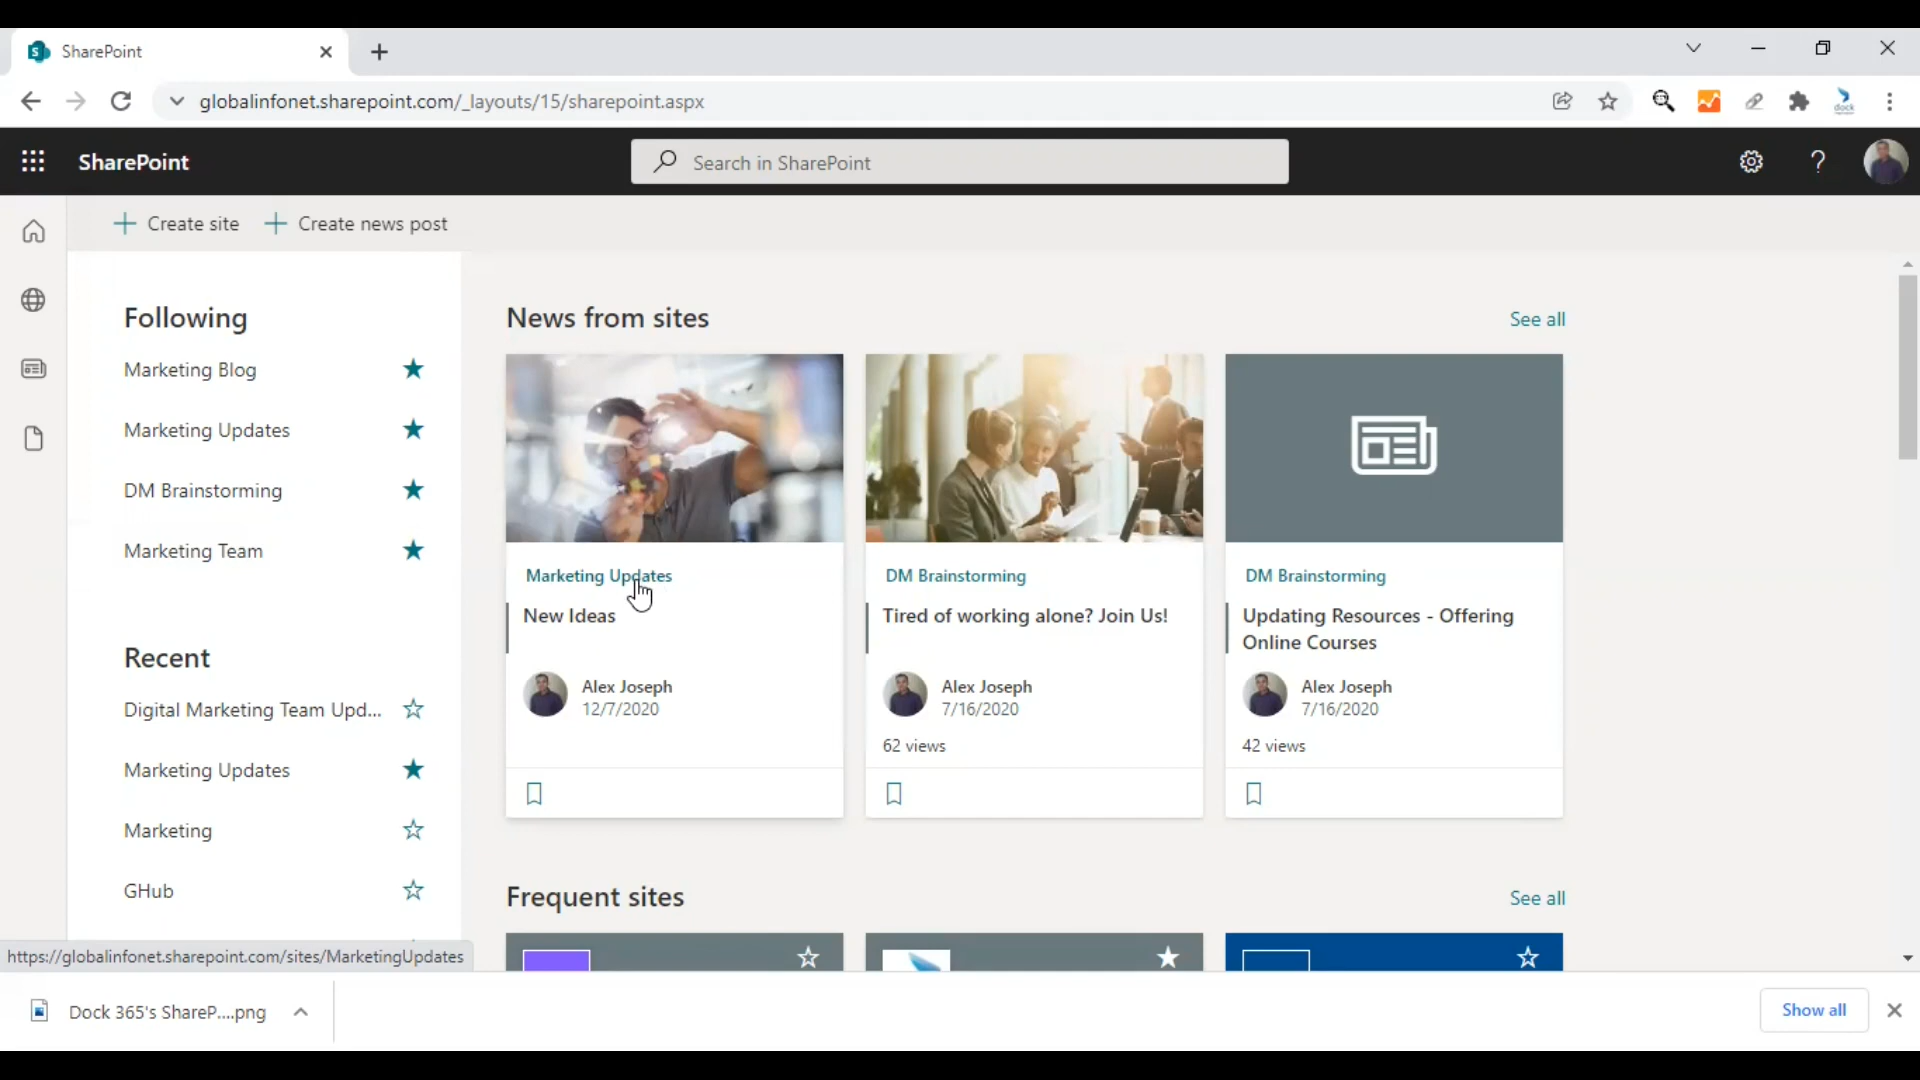 SharePoint
globalinfonet.sharepoint.com/_layouts/15/sharepoint.aspx
dock
SharePoint
Search in SharePoint
?
Create site
Create news post
Following
Marketing Blog
Marketing Updates
DM Brainstorming
Marketing Team
Recent
Digital Marketing Team Upd...
Marketing Updates
Marketing
GHub
News from sites
See all
Marketing Updates
New Ideas
Alex Joseph
12/7/2020
DM Brainstorming
Tired of working alone? Join Us!
Alex Joseph
7/16/2020
62 views
DM Brainstorming
Updating Resources - Offering
Online Courses
Alex Joseph
7/16/2020
42 views
Frequent sites
See all
https://globalinfonet.sharepoint.com/sites/MarketingUpdates
Dock 365's ShareP....png
Show all